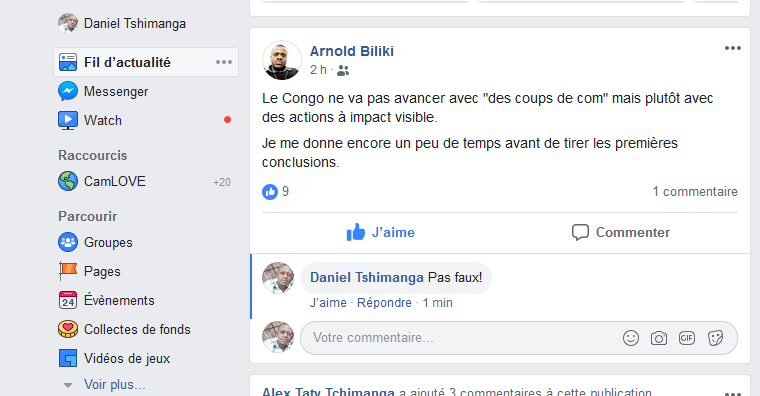 Daniel Tshimanga
Fil d’actualité
Messenger
Watch
Raccourcis
CamLOVE +20
Parcourir
Groupes
Pages
24 Évènements
Collectes de fonds
Vidéos de jeux
Voir plus...
Arnold Biliki
2 h ·
Le Congo ne va pas avancer avec "des coups de com" mais plutôt avec
des actions à impact visible.
Je me donne encore un peu de temps avant de tirer les premières
conclusions.
9 1 commentaire
J’aime Commenter
Daniel Tshimanga Pas faux!
J’aime · Répondre · 1 min
Votre commentaire... GIF
Alex Taty Tchimanga a ajouté 3 commentaires à cette publication